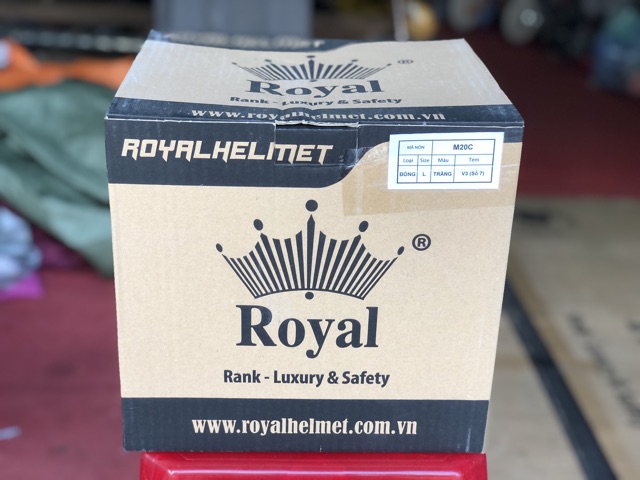 Royal ®
Rank - Luxury & Safety
www.royalhelmet.com.vn
ROYALHELMET
MÃ NÓN M20C
Loại Size Màu Tem
BÓNG L TRẮNG V3 (Số 7)
®
Royal
Rank - Luxury & Safety
www.royalhelmet.com.vn